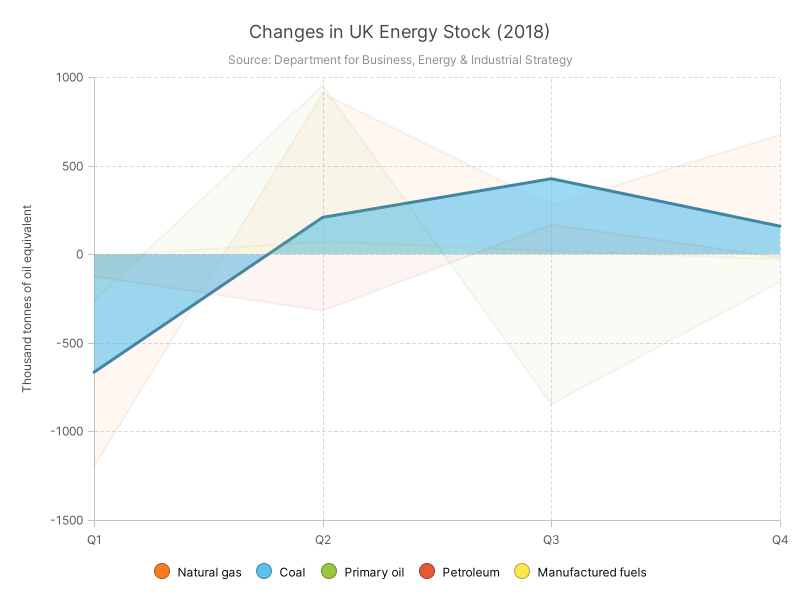 Changes in UK Energy Stock (2018)
Source: Department for Business, Energy & Industrial Strategy
Thousand tonnes of oil equivalent
1000
500
0
-500
-1000
-1500
Q1 Q2 Q3 Q4
Natural gas Coal Primary oil Petroleum Manufactured fuels